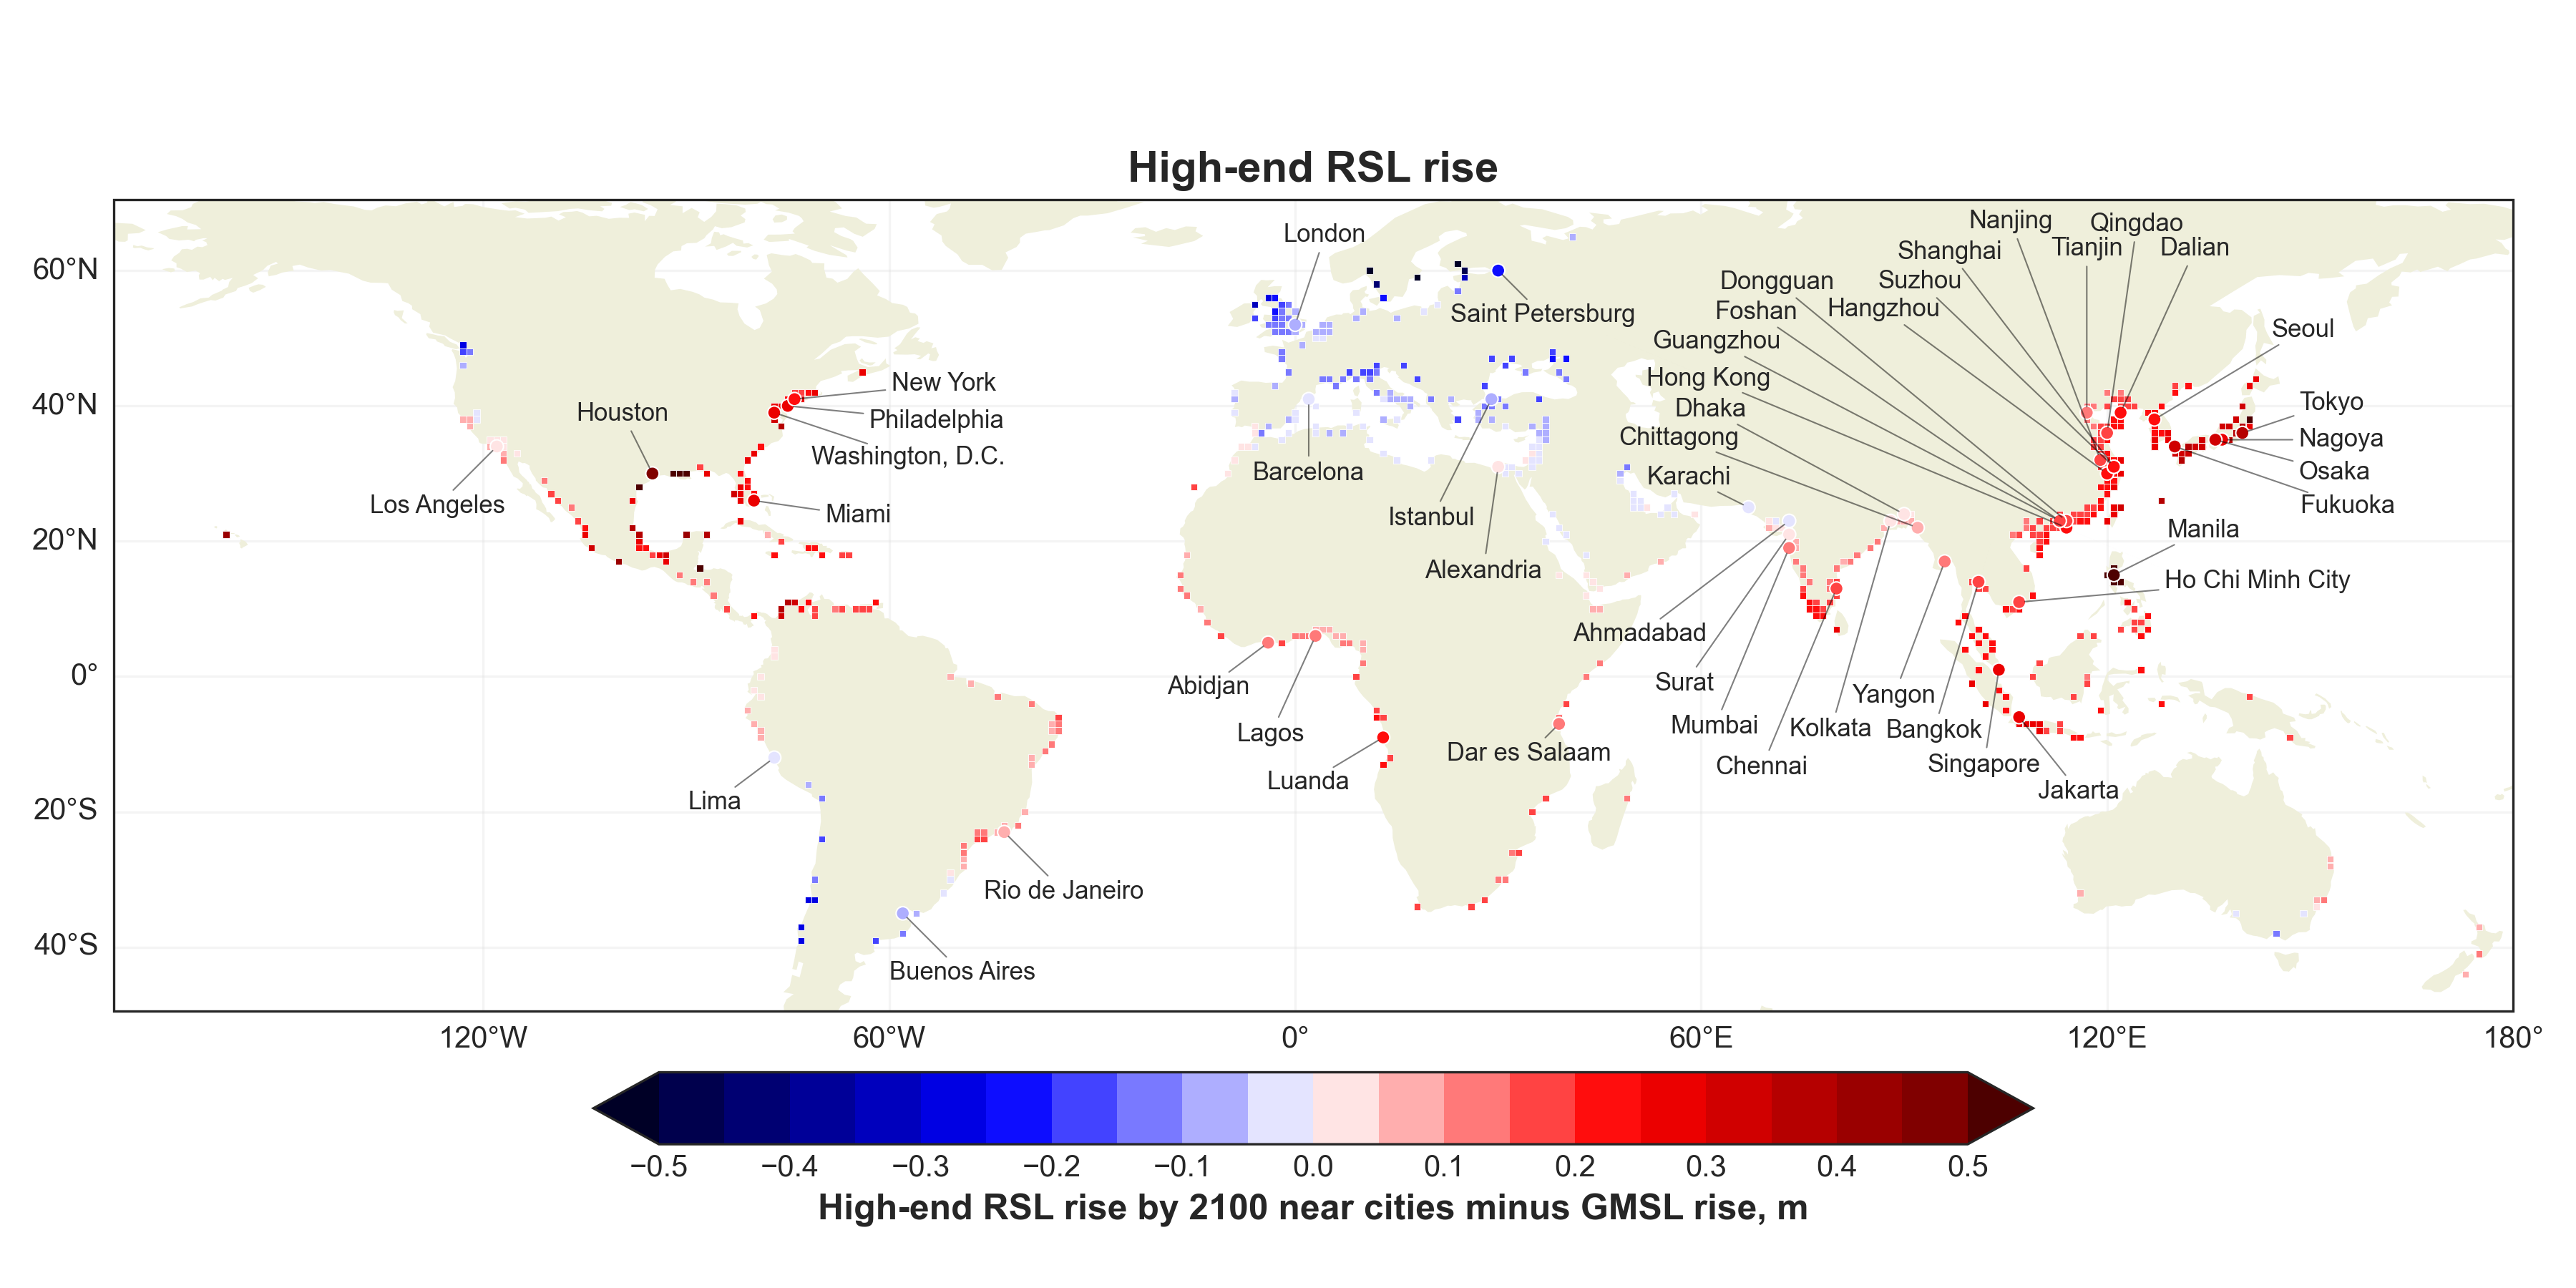 High-end RSL rise
60°N
40°N
20°N
0°
20°S
40°S
120°W
60°W
0°
60°E
120°E
180°
London
Saint Petersburg
Nanjing
Qingdao
Shanghai
Tianjin
Dalian
Dongguan
Suzhou
Foshan
Hangzhou
Guangzhou
Seoul
Hong Kong
Dhaka
Tokyo
Chittagong
Nagoya
Karachi
Osaka
Fukuoka
Manila
Ho Chi Minh City
New York
Houston
Philadelphia
Washington, D.C.
Los Angeles
Miami
Barcelona
Istanbul
Alexandria
Ahmadabad
Abidjan
Surat
Yangon
Lagos
Mumbai
Kolkata
Bangkok
Dar es Salaam
Chennai
Singapore
Luanda
Jakarta
Lima
Rio de Janeiro
Buenos Aires
−0.5 −0.4 −0.3 −0.2 −0.1 0.0 0.1 0.2 0.3 0.4 0.5
High-end RSL rise by 2100 near cities minus GMSL rise, m